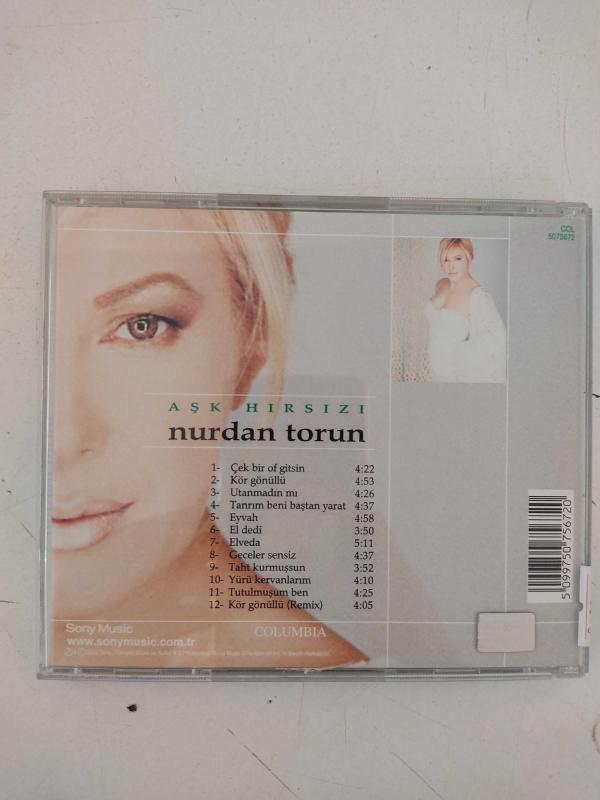 COL
5075672
AŞK HIRSIZI
nurdan torun
1- Çek bir of gitsin 4:22
2- Kör gönüllü 4:53
3- Utanmadın mı 4:26
4- Tanrım beni baştan yarat 4:37
5- Eyvah 4:58
6- El dedi 3:50
7- Elveda 5:11
8- Geceler sensiz 4:37
9- Taht kurmuşsun 3:52
10- Yürü kervanlarım 4:10
11- Tutulmuşum ben 4:25
12- Kör gönüllü (Remix) 4:05
5 099750 756720
Sony Music
www.sonymusic.com.tr
COLUMBIA